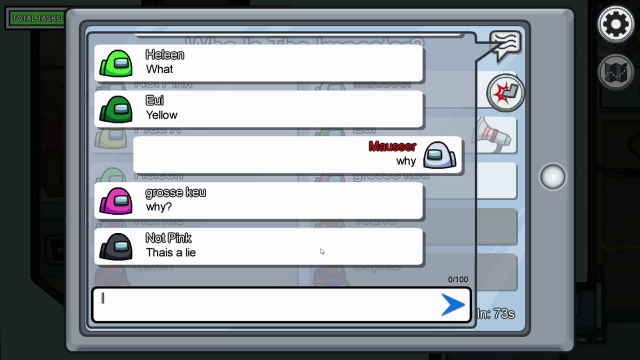 TOTAL TASKS
Who Is The Impostor?
Heleen
What
Eui
Yellow
Mausser
why
grosse keu
why?
Not Pink
Thais a lie
0/100
In: 73s